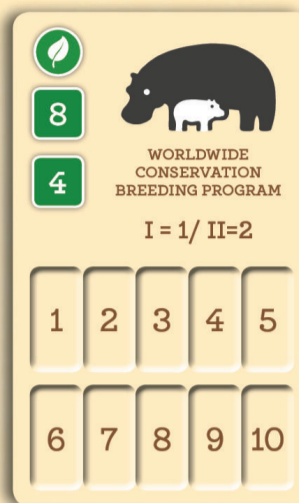 8
4
WORLDWIDE
CONSERVATION
BREEDING PROGRAM
I = 1/ II=2
1 2 3 4 5
6 7 8 9 10